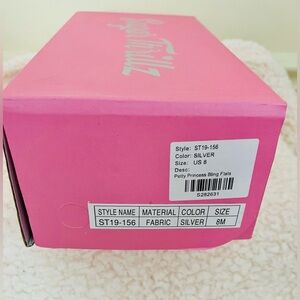 Style: ST19-156
Color: SILVER
Size: US 8
Desc:
Patty Princess Bling Flats
S282631
STYLE NAME MATERIAL COLOR SIZE
ST19-156 FABRIC SILVER 8M